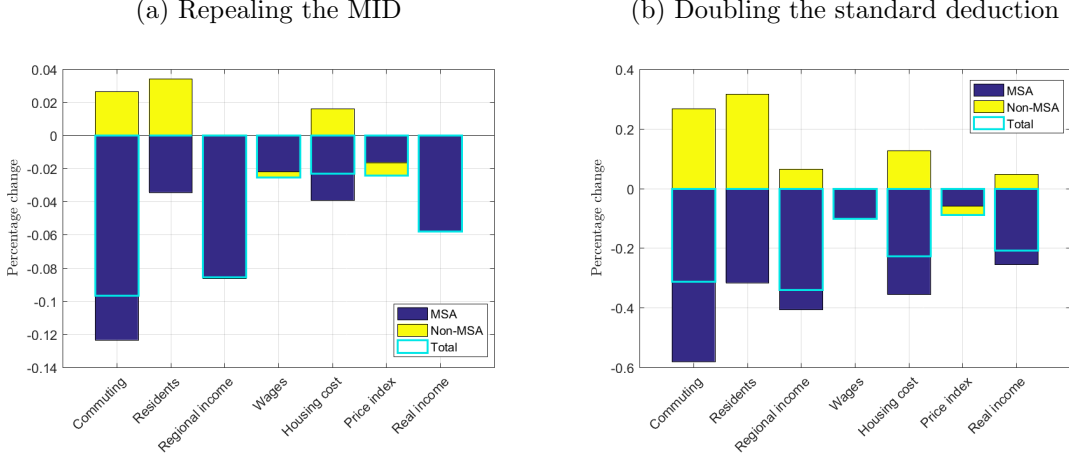 (a) Repealing the MID
Percentage change
0.04
0.02
0
-0.02
-0.04
-0.06
-0.08
-0.1
-0.12
-0.14
MSA
Non-MSA
Total
Commuting
Residents
Regional income
Wages
Housing cost
Price index
Real income
(b) Doubling the standard deduction
Percentage change
0.4
0.2
0
-0.2
-0.4
-0.6
MSA
Non-MSA
Total
Commuting
Residents
Regional income
Wages
Housing cost
Price index
Real income